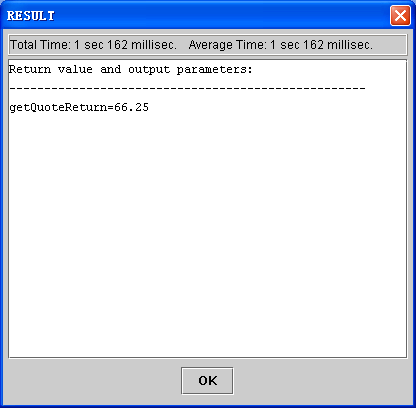 RESULT
Total Time: 1 sec 162 millisec.   Average Time: 1 sec 162 millisec.
Return value and output parameters:
---------------------------------------------------
getQuoteReturn=66.25
OK